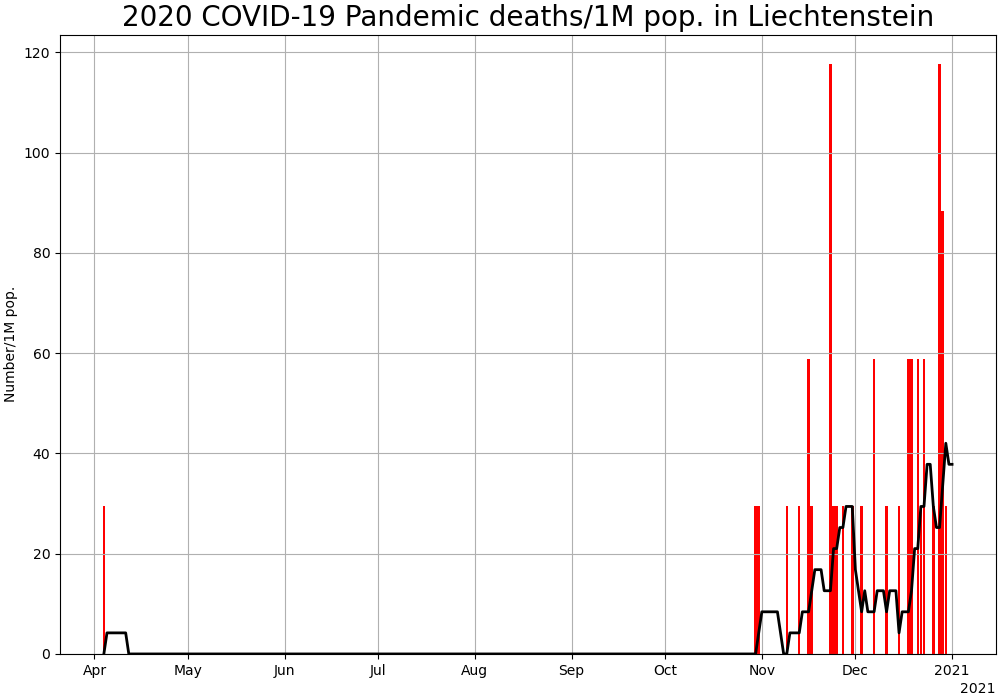 2020 COVID-19 Pandemic deaths/1M pop. in Liechtenstein
Number/1M pop.
120
100
80
60
40
20
0
Apr May Jun Jul Aug Sep Oct Nov Dec 2021
2021